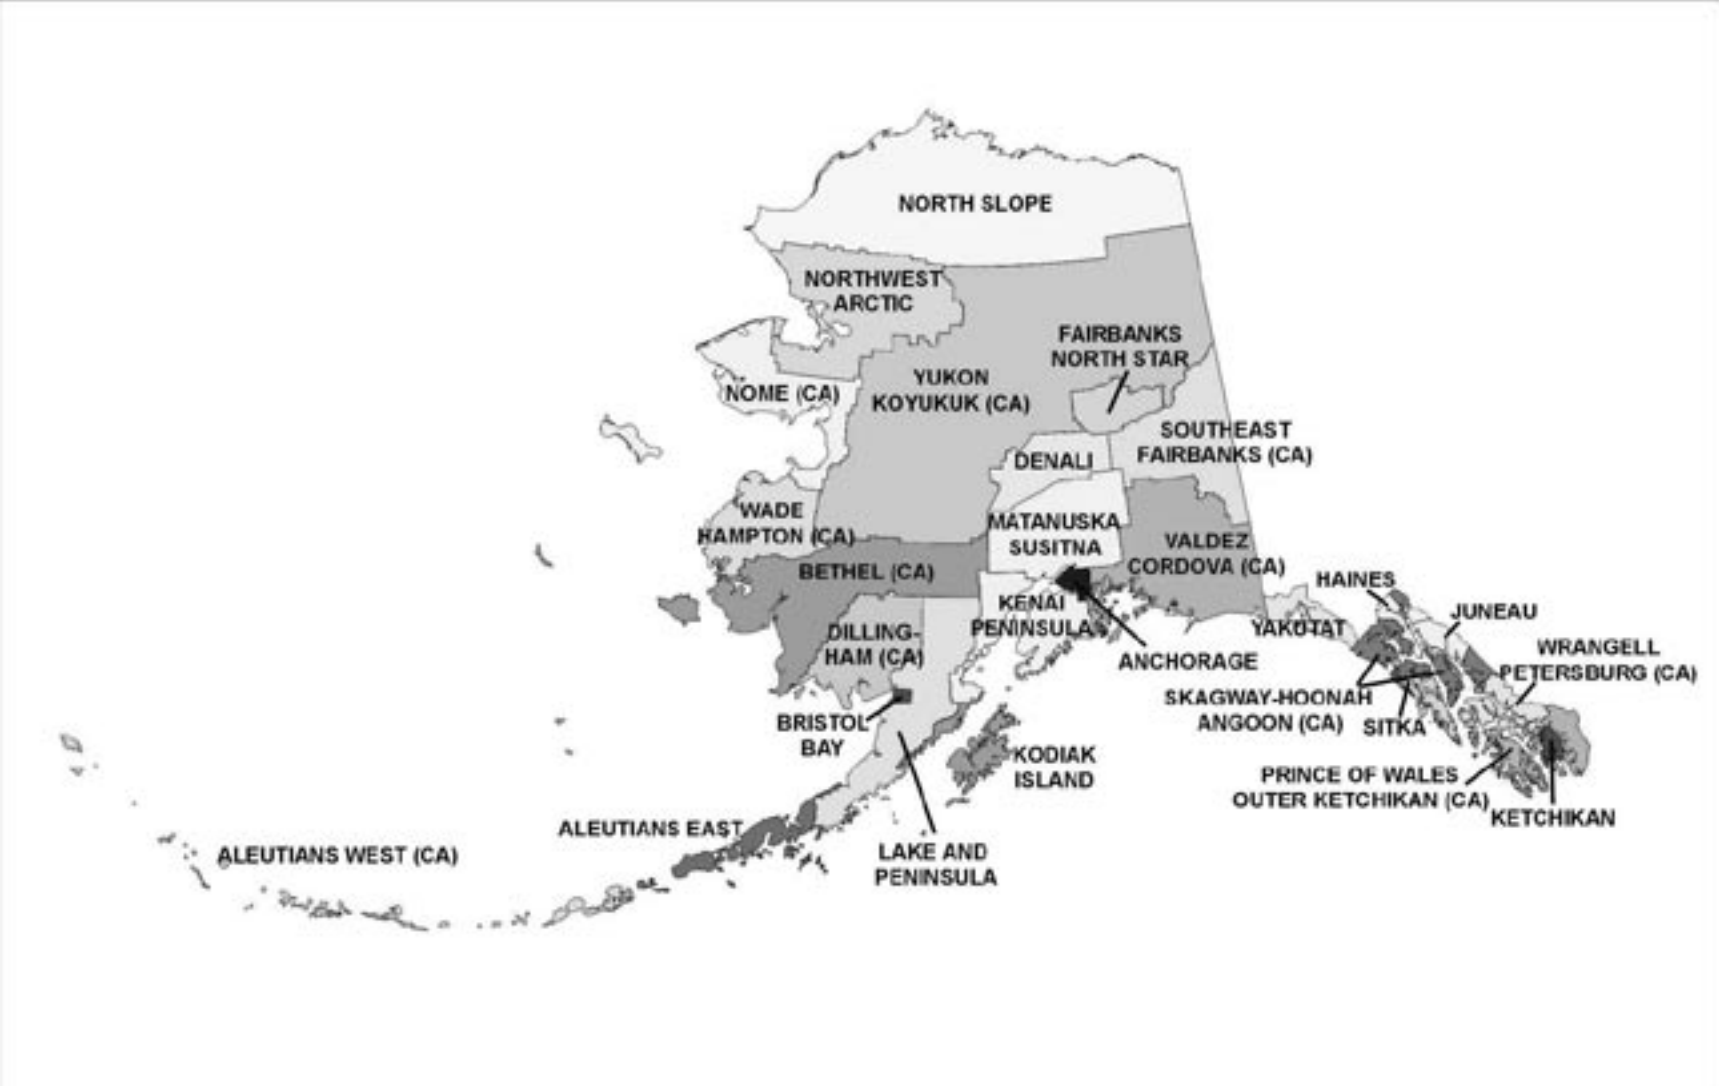 NORTH SLOPE
NORTHWEST
ARCTIC
FAIRBANKS
NORTH STAR
YUKON
KOYUKUK (CA)
NOME (CA)
SOUTHEAST
FAIRBANKS (CA)
DENALI
WADE
HAMPTON (CA)
MATANUSKA
SUSITNA
VALDEZ
CORDOVA (CA)
BETHEL (CA)
HAINES
KENAI
PENINSULA
JUNEAU
YAKUTAT
DILLING-
HAM (CA)
WRANGELL
PETERSBURG (CA)
ANCHORAGE
SKAGWAY-HOONAH
ANGOON (CA)
SITKA
BRISTOL
BAY
KODIAK
ISLAND
PRINCE OF WALES
OUTER KETCHIKAN (CA)
KETCHIKAN
ALEUTIANS EAST
ALEUTIANS WEST (CA)
LAKE AND
PENINSULA